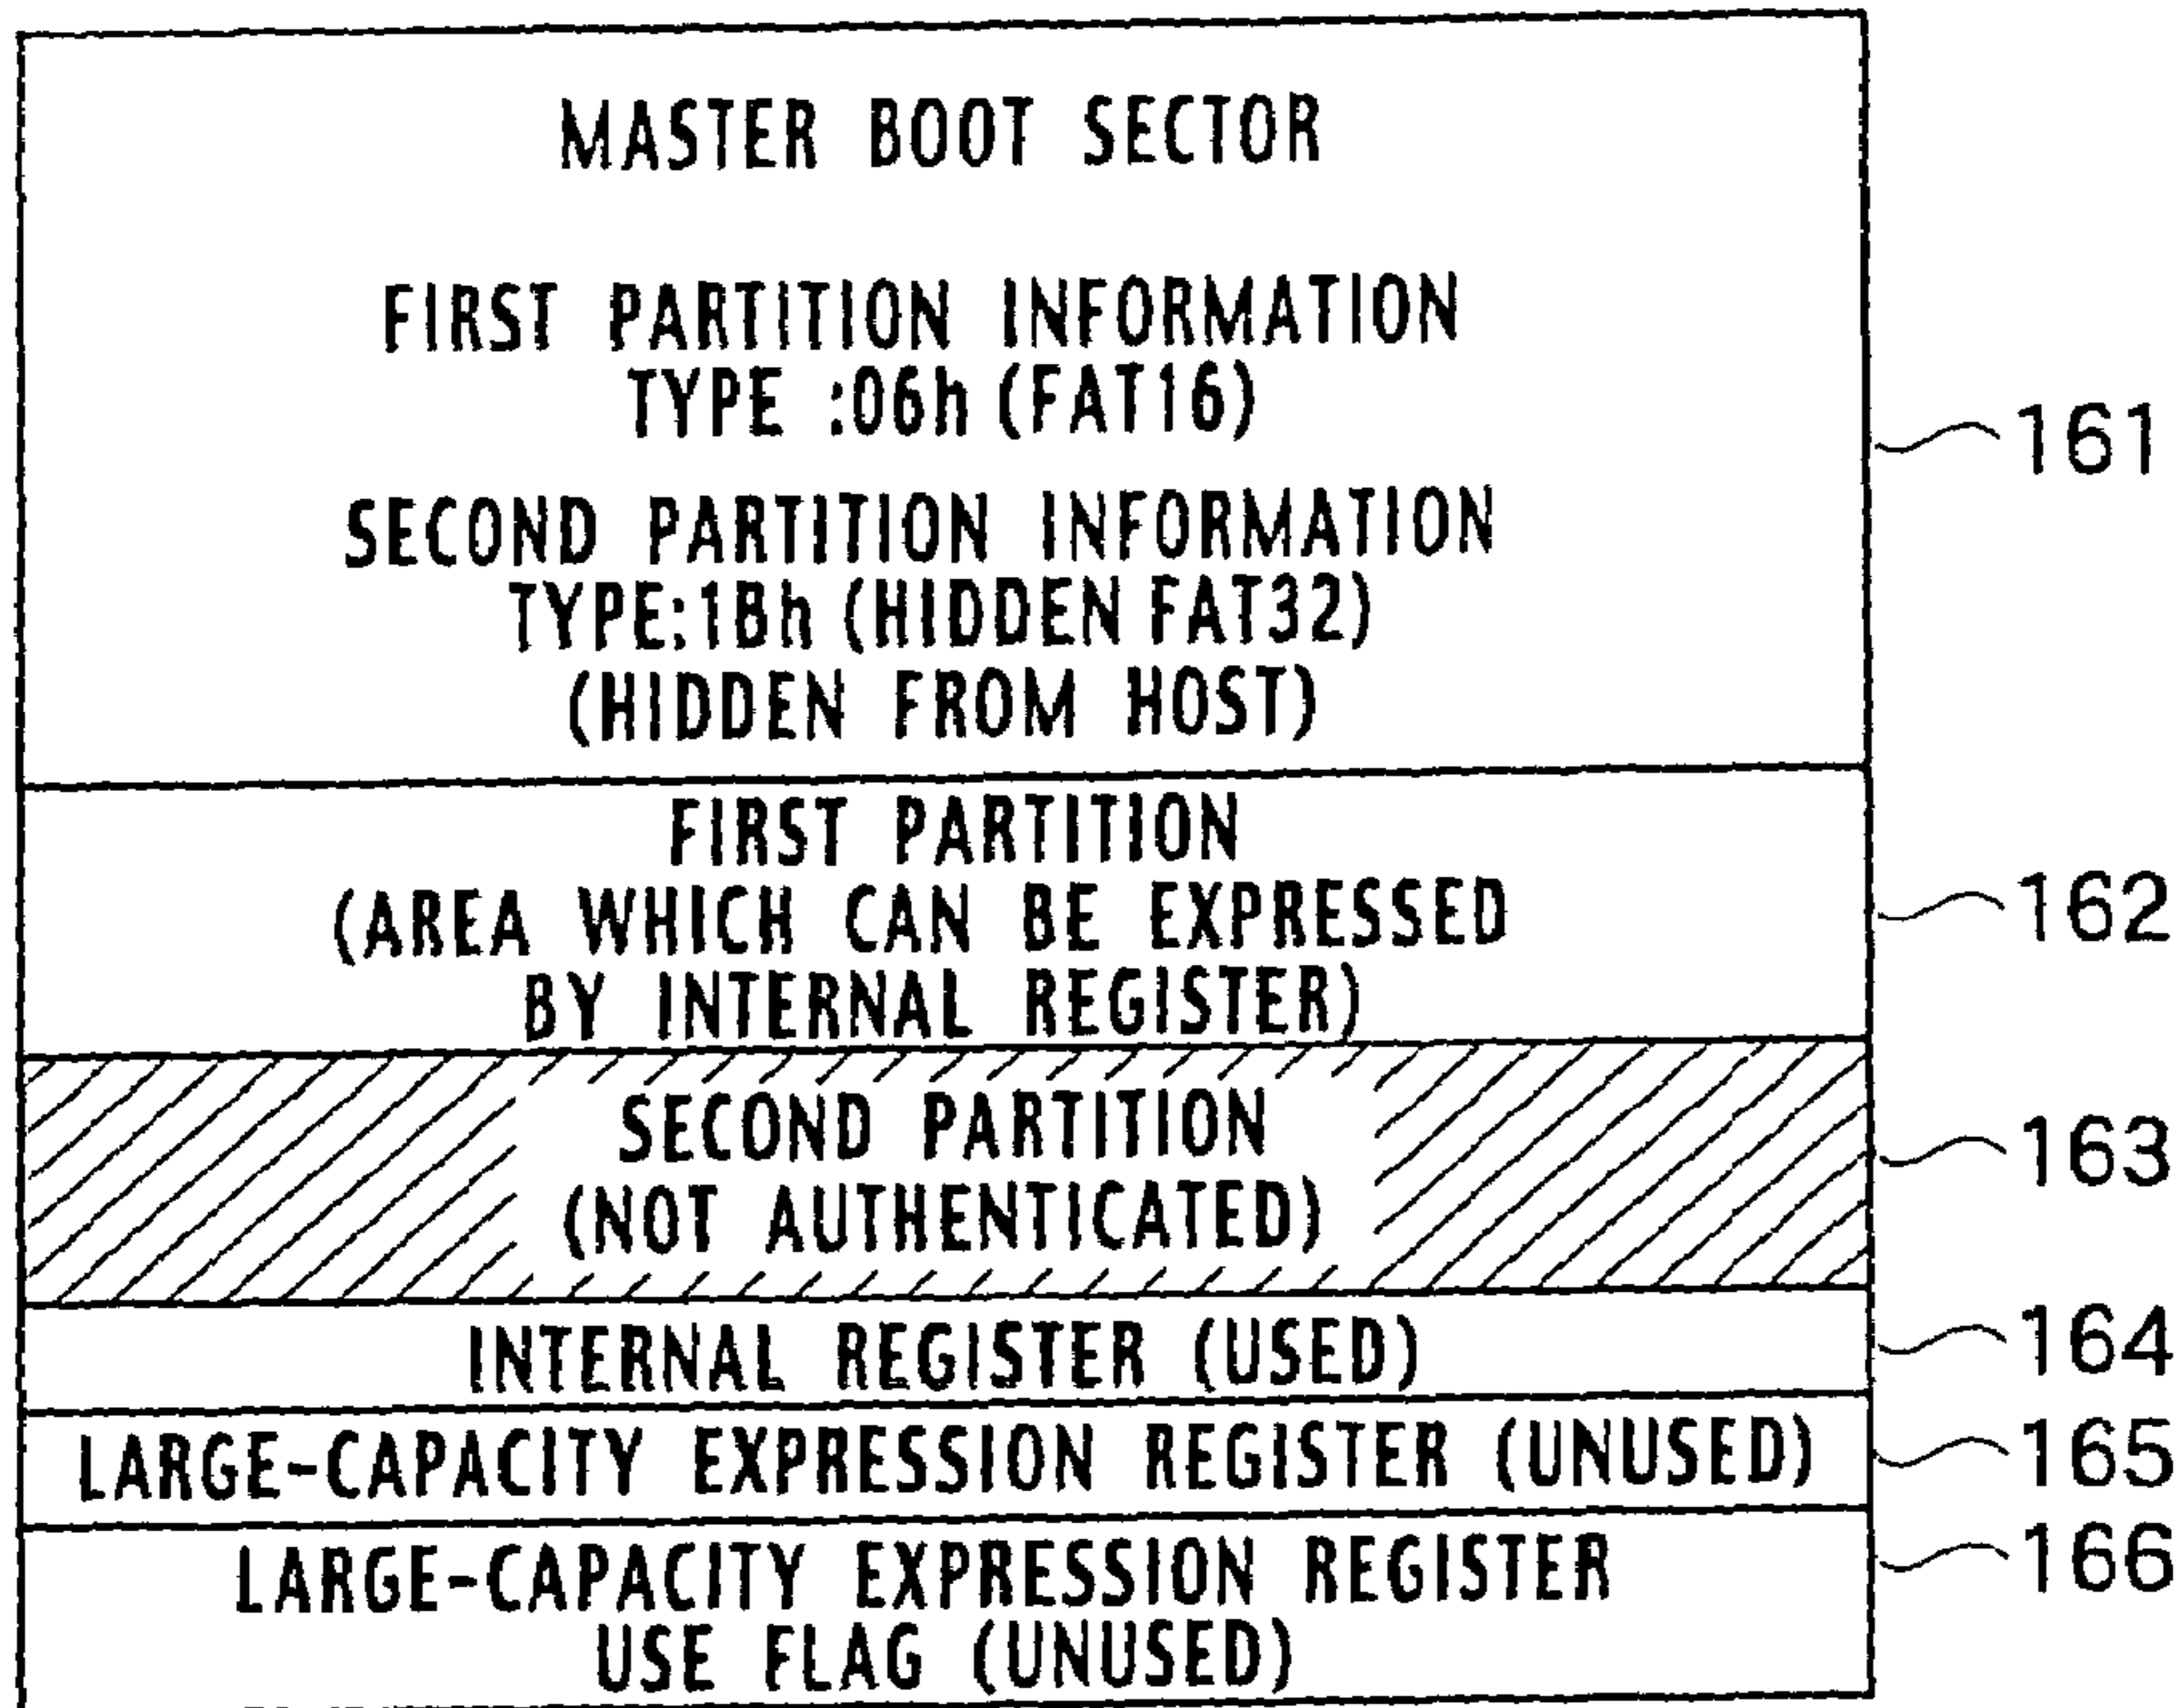 MASTER BOOT SECTOR
FIRST PARTITION INFORMATION
TYPE :06h (FAT16)
161
SECOND PARTITION INFORMATION
TYPE:1Bh (HIDDEN FAT32)
(HIDDEN FROM HOST)
FIRST PARTITION
(AREA WHICH CAN BE EXPRESSED
162
BY INTERNAL REGISTER)
SECOND PARTITION
163
(NOT AUTHENTICATED)
INTERNAL REGISTER (USED)
164
LARGE-CAPACITY EXPRESSION REGISTER (UNUSED)
165
LARGE-CAPACITY EXPRESSION REGISTER
166
USE FLAG (UNUSED)